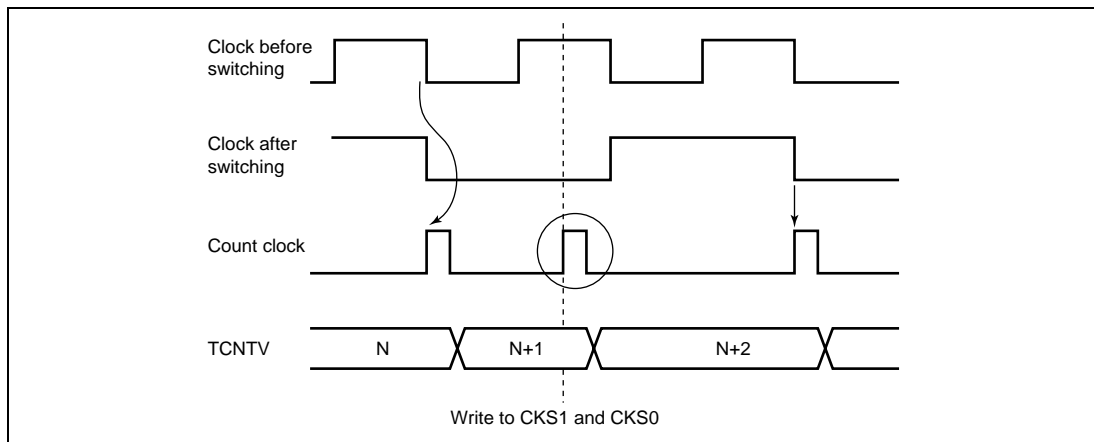 Clock before
switching
Clock after
switching
Count clock
TCNTV
N
N+1
N+2
Write to CKS1 and CKS0